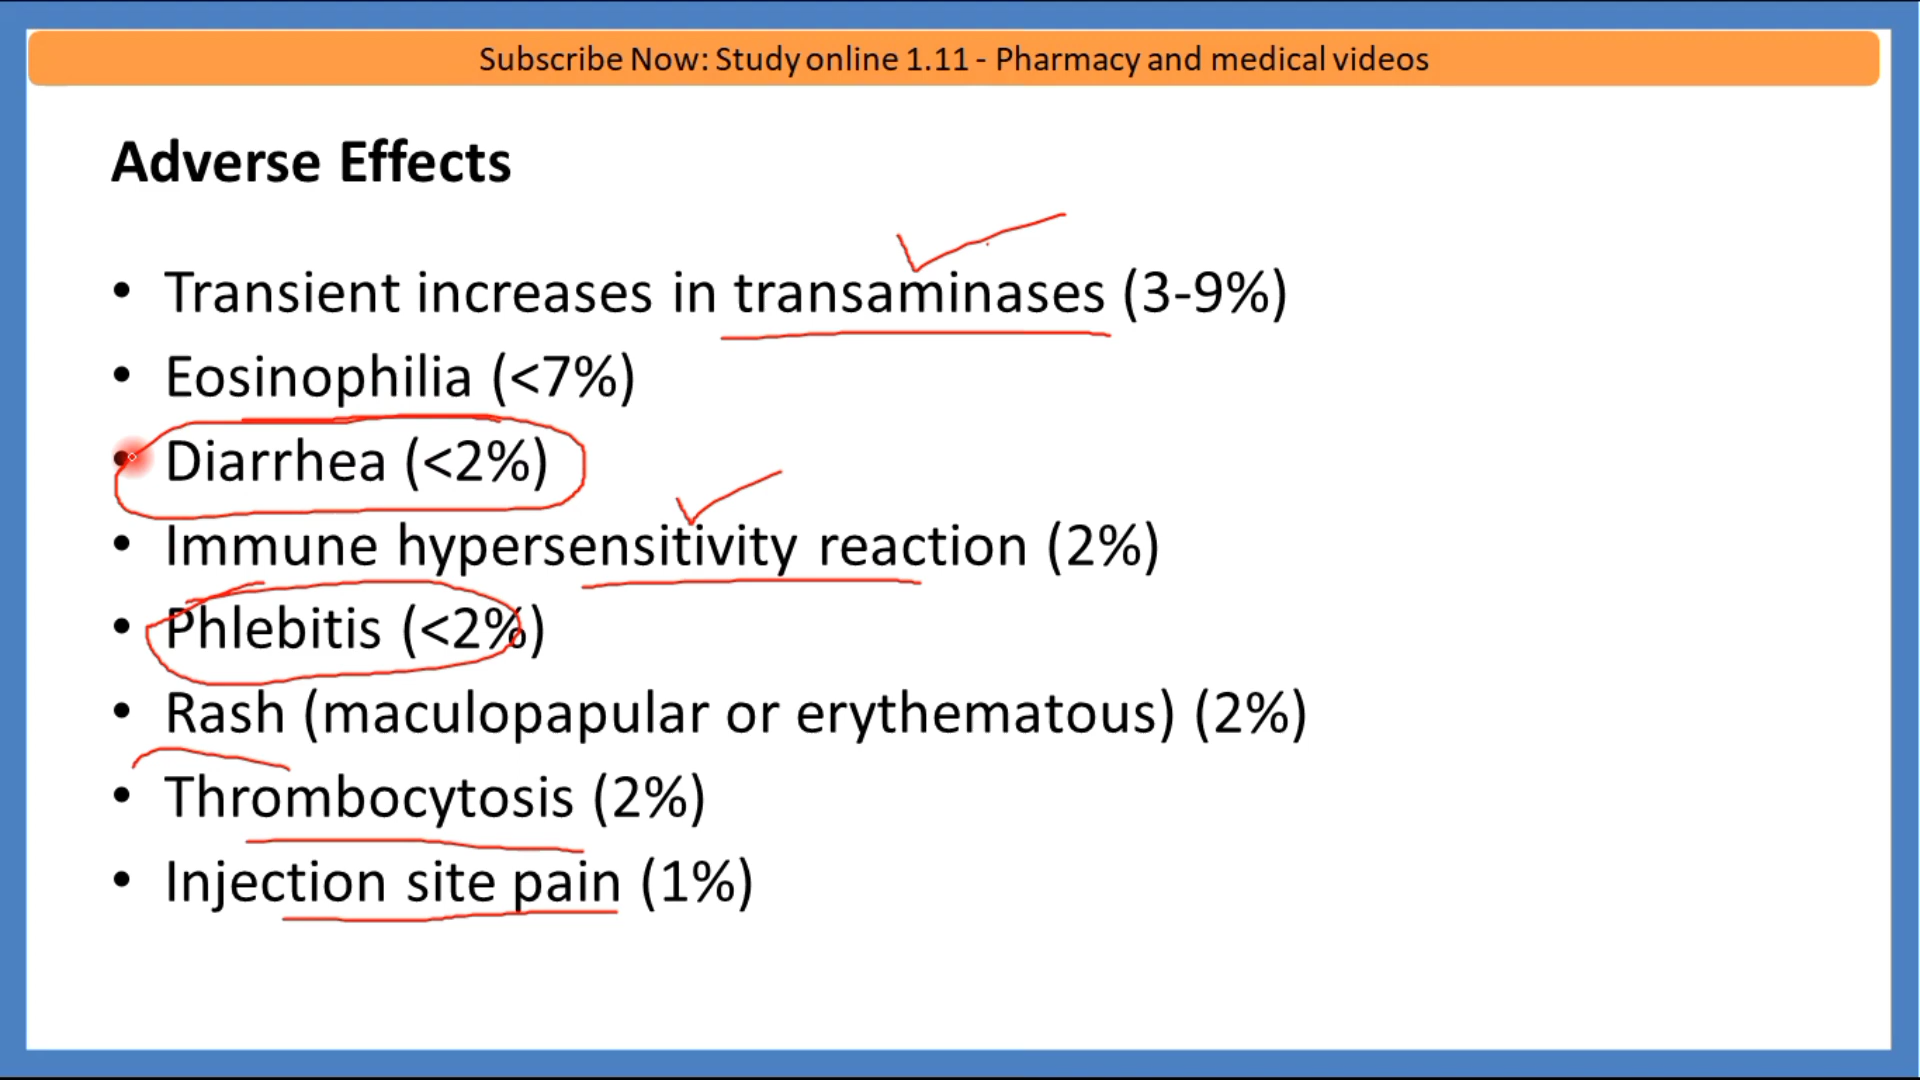 Subscribe Now: Study online 1.11 - Pharmacy and medical videos
Adverse Effects
• Transient increases in transaminases (3-9%)
• Eosinophilia (<7%)
• Diarrhea (<2%)
• Immune hypersensitivity reaction (2%)
• Phlebitis (<2%)
• Rash (maculopapular or erythematous) (2%)
• Thrombocytosis (2%)
• Injection site pain (1%)